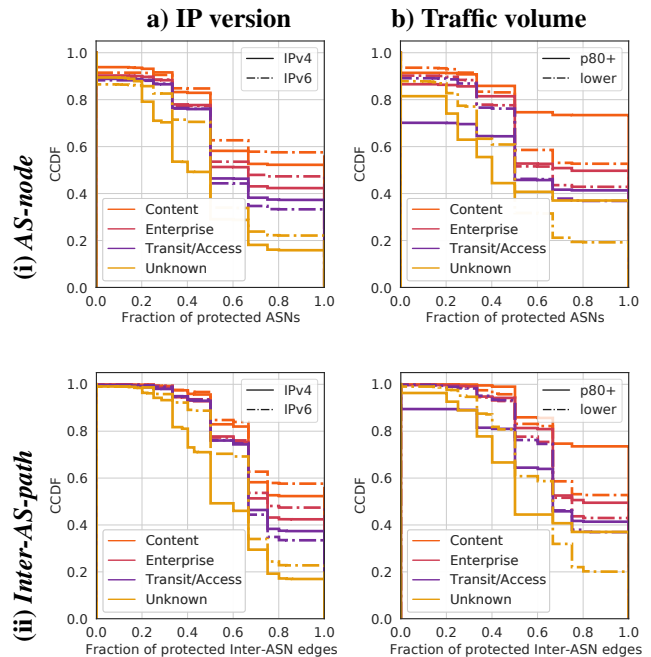 a) IP version
b) Traffic volume
(i) AS-node
CCDF
1.0
0.8
0.6
0.4
0.2
0.0
IPv4
IPv6
Content
Enterprise
Transit/Access
Unknown
0.0 0.2 0.4 0.6 0.8 1.0
Fraction of protected ASNs
CCDF
1.0
0.8
0.6
0.4
0.2
0.0
p80+
lower
Content
Enterprise
Transit/Access
Unknown
0.0 0.2 0.4 0.6 0.8 1.0
Fraction of protected ASNs
(ii) Inter-AS-path
CCDF
1.0
0.8
0.6
0.4
0.2
0.0
IPv4
IPv6
Content
Enterprise
Transit/Access
Unknown
0.0 0.2 0.4 0.6 0.8 1.0
Fraction of protected Inter-ASN edges
CCDF
1.0
0.8
0.6
0.4
0.2
0.0
p80+
lower
Content
Enterprise
Transit/Access
Unknown
0.0 0.2 0.4 0.6 0.8 1.0
Fraction of protected Inter-ASN edges